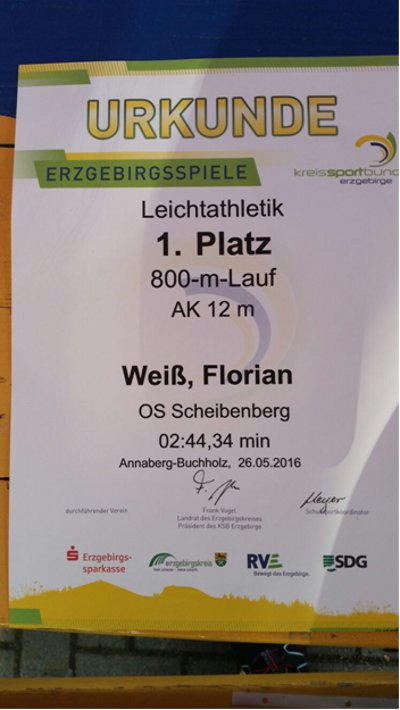 URKUNDE
ERZGEBIRGSSPIELE
kreissportbund
erzgebirge
Leichtathletik
1. Platz
800-m-Lauf
AK 12 m
Weiß, Florian
OS Scheibenberg
02:44,34 min
Annaberg-Buchholz, 26.05.2016
durchführender Verein
Frank Vogel
Landrat des Erzgebirgskreises
Präsident des KSB Erzgebirge
Meyer
Schulsportkoordinator
Erzgebirgs-
sparkasse
erzgebirgskreis
RVE
Bewegt das Erzgebirge.
SDG